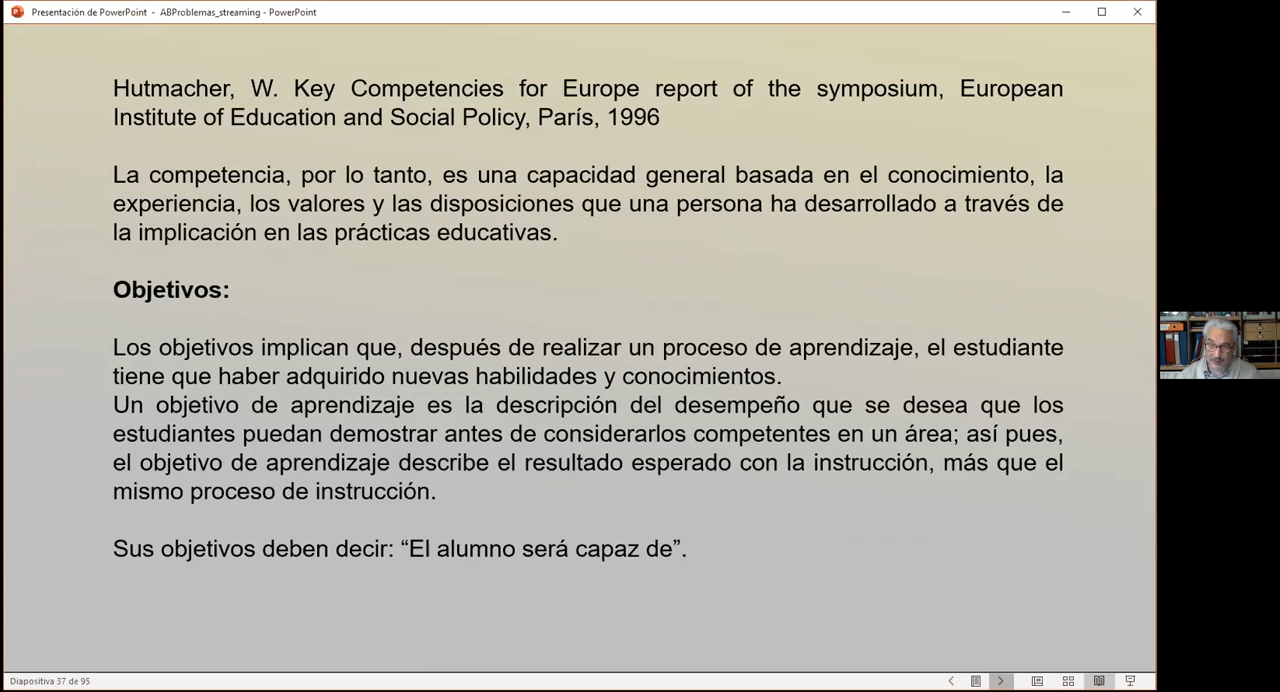 Presentación de PowerPoint - ABProblemas_streaming - PowerPoint
Hutmacher, W. Key Competencies for Europe report of the symposium, European
Institute of Education and Social Policy, París, 1996
La competencia, por lo tanto, es una capacidad general basada en el conocimiento, la
experiencia, los valores y las disposiciones que una persona ha desarrollado a través de
la implicación en las prácticas educativas.
Objetivos:
Los objetivos implican que, después de realizar un proceso de aprendizaje, el estudiante
tiene que haber adquirido nuevas habilidades y conocimientos.
Un objetivo de aprendizaje es la descripción del desempeño que se desea que los
estudiantes puedan demostrar antes de considerarlos competentes en un área; así pues,
el objetivo de aprendizaje describe el resultado esperado con la instrucción, más que el
mismo proceso de instrucción.
Sus objetivos deben decir: “El alumno será capaz de”.
Diapositiva 37 de 95